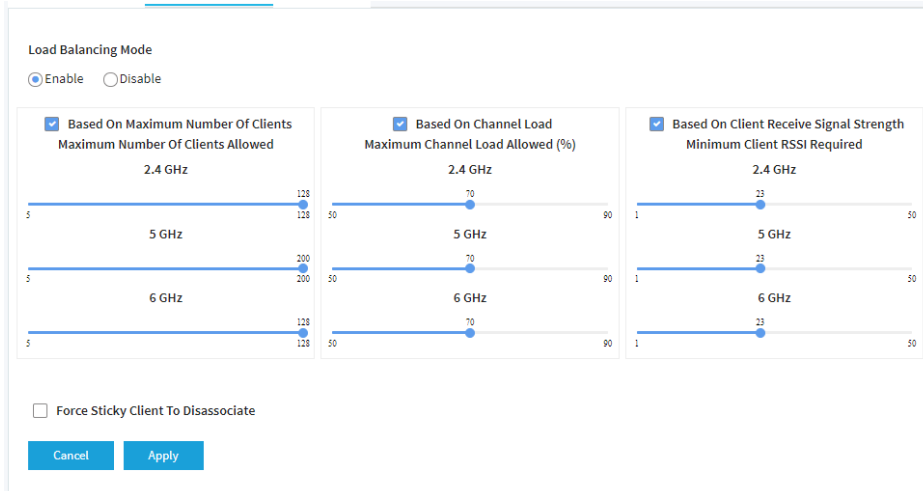 Load Balancing Mode
Enable Disable
Based On Maximum Number Of Clients
Maximum Number Of Clients Allowed
2.4 GHz
128
5 128
5 GHz
200
5 200
6 GHz
128
5 128
Based On Channel Load
Maximum Channel Load Allowed (%)
2.4 GHz
70
50 90
5 GHz
70
50 90
6 GHz
70
50 90
Based On Client Receive Signal Strength
Minimum Client RSSI Required
2.4 GHz
23
1 50
5 GHz
23
1 50
6 GHz
23
1 50
Force Sticky Client To Disassociate
Cancel Apply